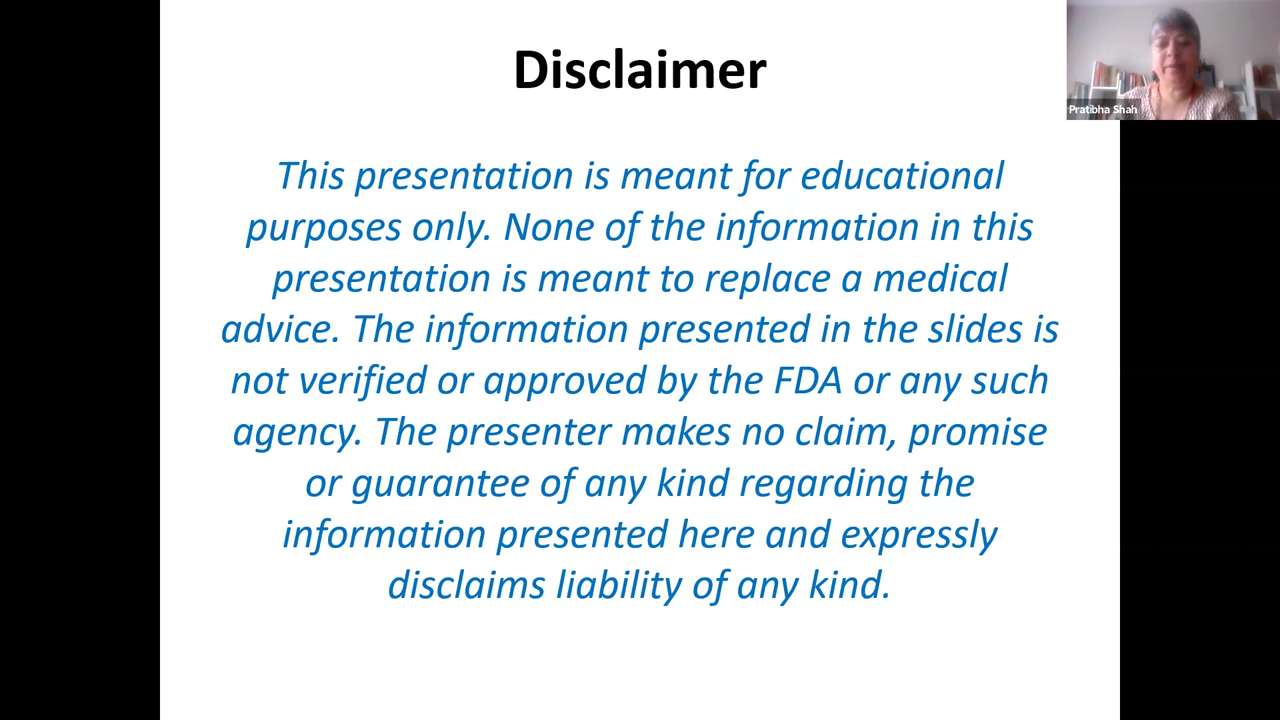 Disclaimer
Pratibha Shah
This presentation is meant for educational
purposes only. None of the information in this
presentation is meant to replace a medical
advice. The information presented in the slides is
not verified or approved by the FDA or any such
agency. The presenter makes no claim, promise
or guarantee of any kind regarding the
information presented here and expressly
disclaims liability of any kind.